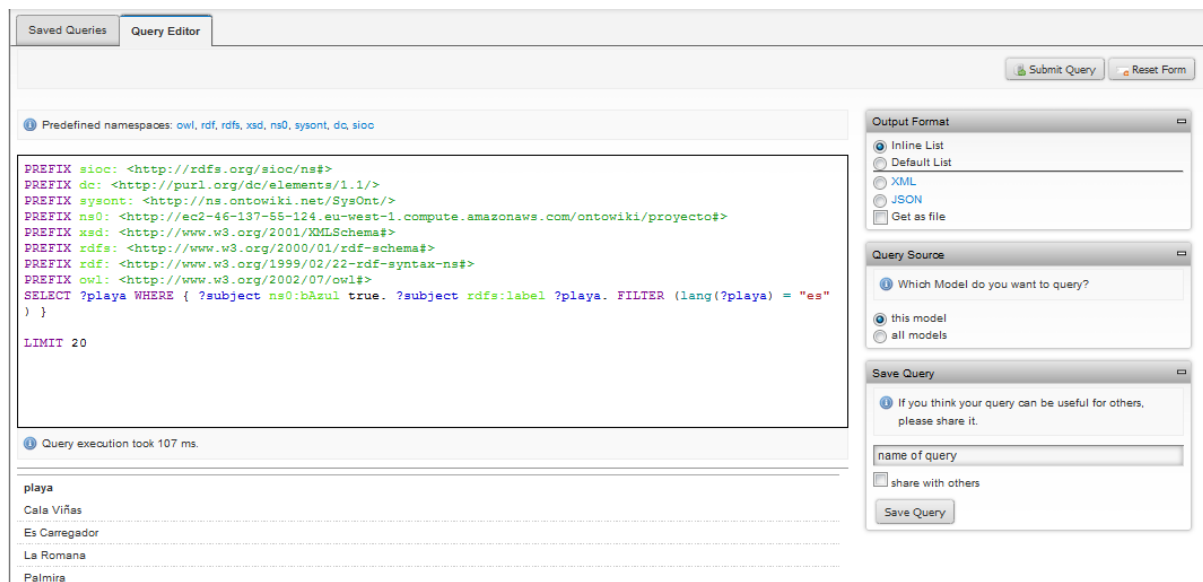 Saved Queries
Query Editor
Submit Query
Reset Form
Predefined namespaces: owl, rdf, rdfs, xsd, ns0, sysont, dc, sioc
PREFIX sioc: <http://rdfs.org/sioc/ns#>
PREFIX dc: <http://purl.org/dc/elements/1.1/>
PREFIX sysont: <http://ns.ontowiki.net/SysOnt/>
PREFIX ns0: <http://ec2-46-137-55-124.eu-west-1.compute.amazonaws.com/ontowiki/proyecto#>
PREFIX xsd: <http://www.w3.org/2001/XMLSchema#>
PREFIX rdfs: <http://www.w3.org/2000/01/rdf-schema#>
PREFIX rdf: <http://www.w3.org/1999/02/22-rdf-syntax-ns#>
PREFIX owl: <http://www.w3.org/2002/07/owl#>
SELECT ?playa WHERE { ?subject ns0:bAzul true. ?subject rdfs:label ?playa. FILTER (lang(?playa) = "es"
) }
LIMIT 20
Query execution took 107 ms.
playa
Cala Viñas
Es Carregador
La Romana
Palmira
Output Format
Inline List
Default List
XML
JSON
Get as file
Query Source
Which Model do you want to query?
this model
all models
Save Query
If you think your query can be useful for others,
please share it.
name of query
share with others
Save Query